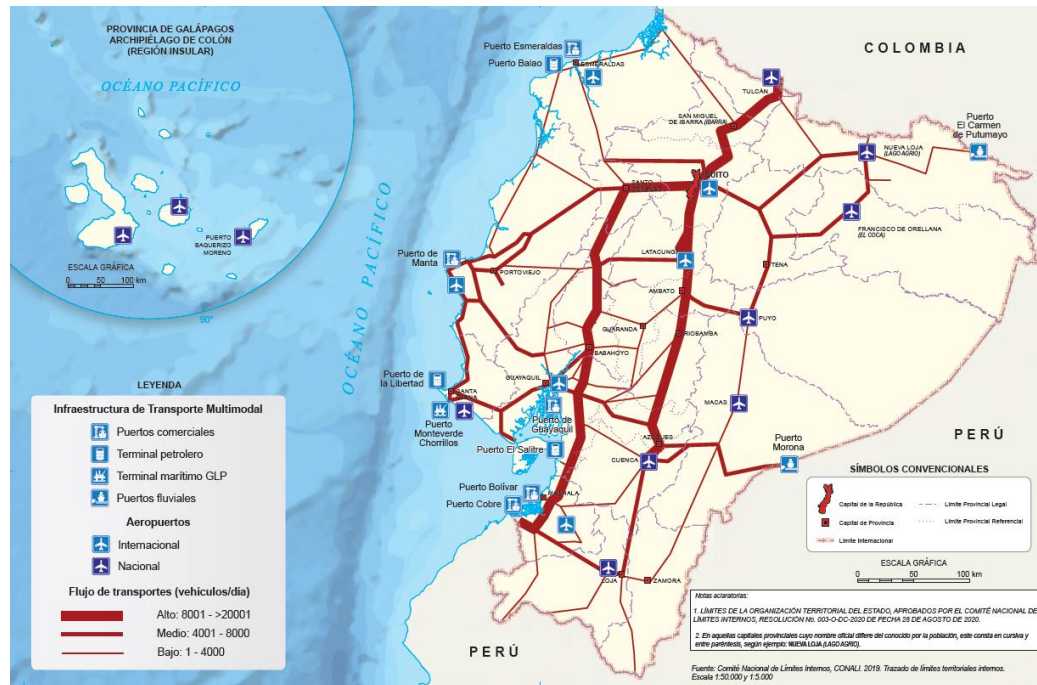 PROVINCIA DE GALÁPAGOS
ARCHIPIÉLAGO DE COLÓN
(REGIÓN INSULAR)
OCÉANO PACÍFICO
PUERTO
BAQUERIZO
MORENO
ESCALA GRÁFICA
0 50 100 km
90°
OCÉANO PACÍFICO
COLOMBIA
PERÚ
PERÚ
Puerto Esmeraldas
Puerto Balao
ESMERALDAS
TULCÁN
SAN MIGUEL
DE IBARRA (IBARRA)
Puerto
El Carmen
de Putumayo
NUEVA LOJA
(LAGO AGRIO)
SANTO
QUITO
FRANCISCO DE ORELLANA
(EL COCA)
Puerto de
Manta
PORTOVIEJO
LATACUNGA
TENA
AMBATO
PUYO
GUARANDA
RIOBAMBA
BABAHOYO
Puerto de
la Libertad
SANTA
ELENA
GUAYAQUIL
MACAS
Puerto
Monteverde
Chorrillos
Puerto de
Guayaquil
Puerto El Salitre
AZOGUES
CUENCA
Puerto
Morona
Puerto Bolívar
Puerto Cobre
MACHALA
LOJA
ZAMORA
LEYENDA
Infraestructura de Transporte Multimodal
Puertos comerciales
Terminal petrolero
Terminal marítimo GLP
Puertos fluviales
Aeropuertos
Internacional
Nacional
Flujo de transportes (vehículos/día)
Alto: 8001 - >20001
Medio: 4001 - 8000
Bajo: 1 - 4000
SÍMBOLOS CONVENCIONALES
Capital de la República
Límite Provincial Legal
Capital de Provincia
Límite Provincial Referencial
Límite Internacional
ESCALA GRÁFICA
0 50 100 km
Notas aclaratorias:
1. LÍMITES DE LA ORGANIZACIÓN TERRITORIAL DEL ESTADO, APROBADOS POR EL COMITÉ NACIONAL DE
LÍMITES INTERNOS, RESOLUCIÓN No. 003-O-DC-2020 DE FECHA 28 DE AGOSTO DE 2020.
2. En aquellas capitales provinciales cuyo nombre oficial difiere del conocido por la población, este consta en cursiva y
entre paréntesis, según ejemplo: NUEVA LOJA (LAGO AGRIO).
Fuente: Comité Nacional de Límites Internos, CONALI. 2019. Trazado de límites territoriales internos.
Escala 1:50.000 y 1:5.000